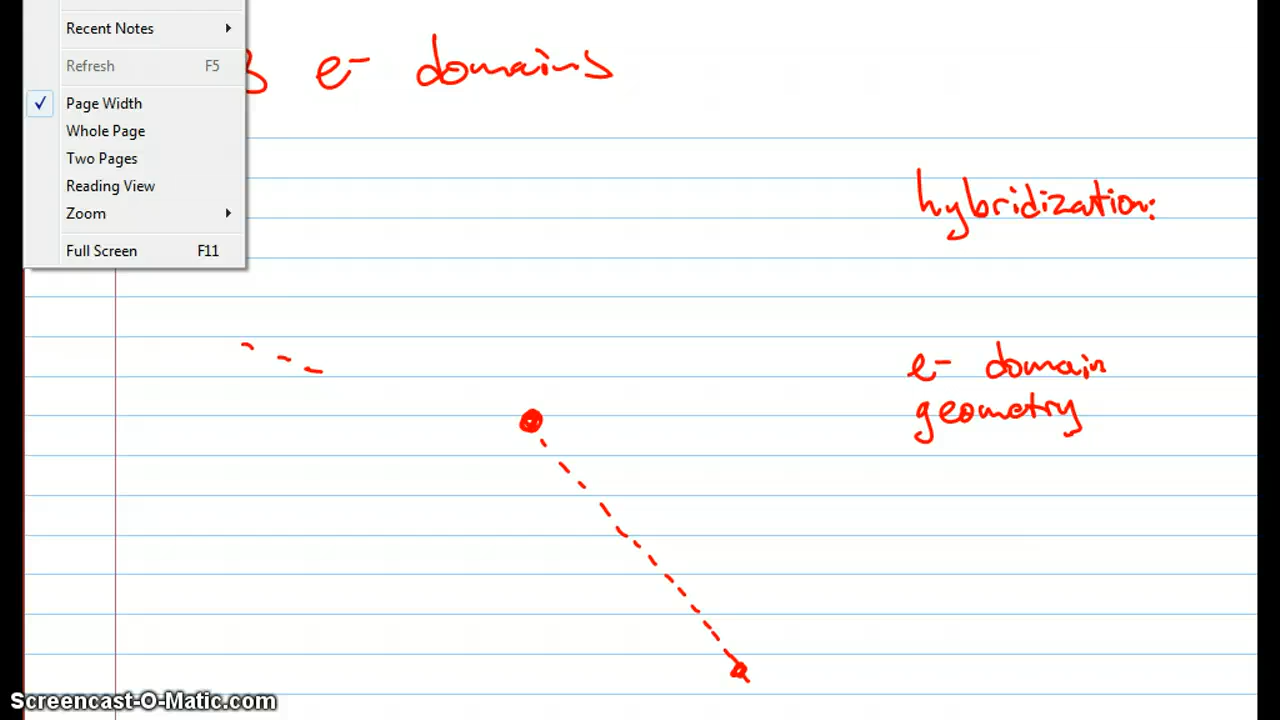 Recent Notes
Refresh F5
3 e- domains
Page Width
Whole Page
Two Pages
Reading View
Zoom
Full Screen F11
hybridization:
e- domain
geometry
Screencast-O-Matic.com